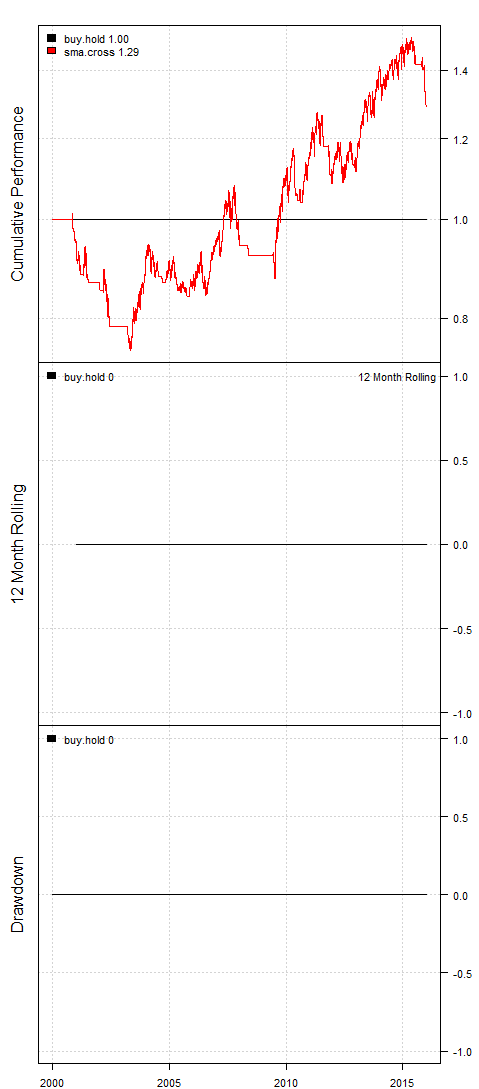 buy.hold 1.00
sma.cross 1.29
Cumulative Performance
1.4
1.2
1.0
0.8
buy.hold 0
12 Month Rolling
12 Month Rolling
1.0
0.5
0.0
-0.5
-1.0
buy.hold 0
Drawdown
1.0
0.5
0.0
-0.5
-1.0
2000 2005 2010 2015